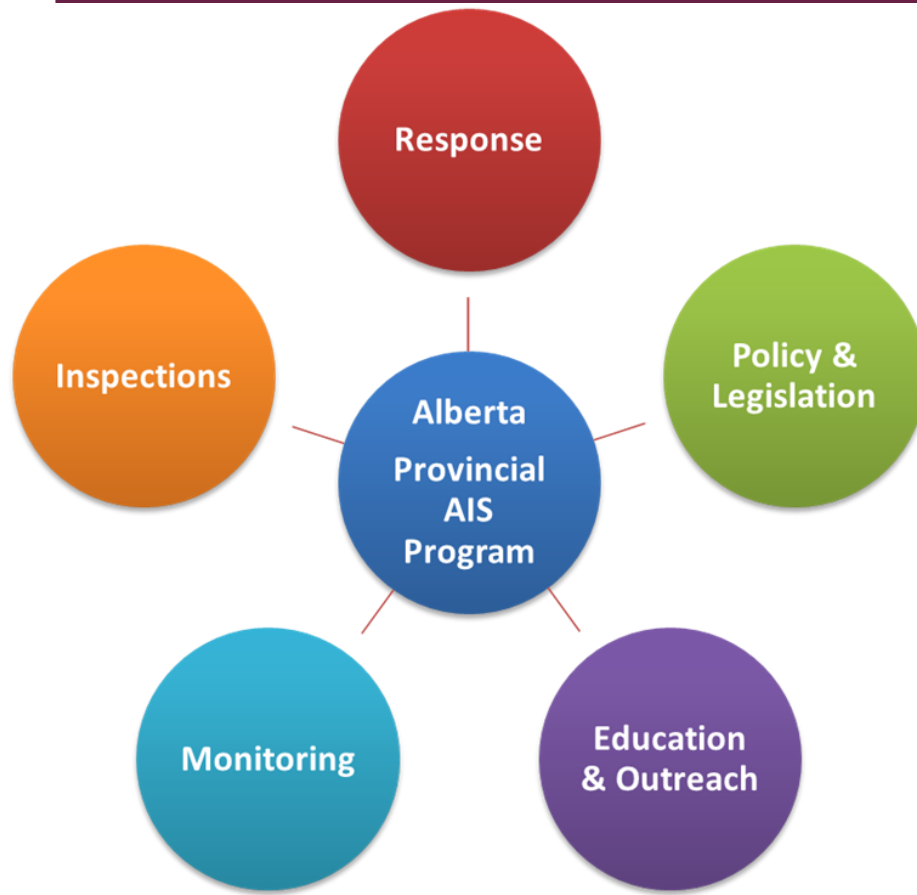 Response
Inspections
Policy &
Legislation
Alberta
Provincial
AIS
Program
Monitoring
Education
& Outreach